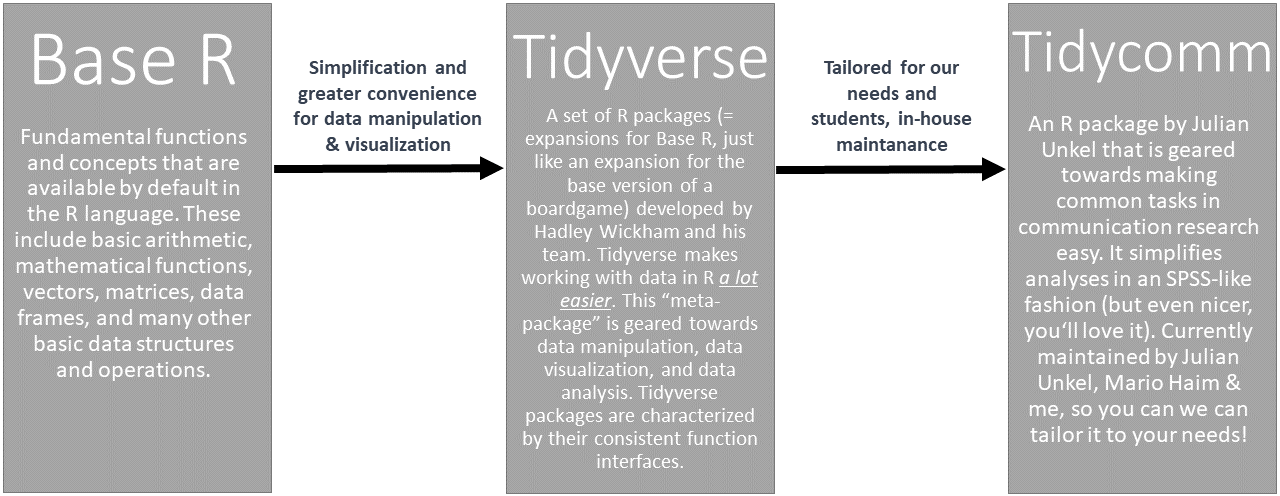 Base R
Fundamental functions
and concepts that are
available by default in
the R language. These
include basic arithmetic,
mathematical functions,
vectors, matrices, data
frames, and many other
basic data structures
and operations.
Simplification and
greater convenience
for data manipulation
& visualization
Tidyverse
A set of R packages (=
expansions for Base R, just
like an expansion for the
base version of a
boardgame) developed by
Hadley Wickham and his
team. Tidyverse makes
working with data in R a lot
easier. This “meta-
package” is geared towards
data manipulation, data
visualization, and data
analysis. Tidyverse
packages are characterized
by their consistent function
interfaces.
Tailored for our
needs and
students, in-house
maintanance
Tidycomm
An R package by Julian
Unkel that is geared
towards making
common tasks in
communication research
easy. It simplifies
analyses in an SPSS-like
fashion (but even nicer,
you‘ll love it). Currently
maintained by Julian
Unkel, Mario Haim &
me, so you can we can
tailor it to your needs!